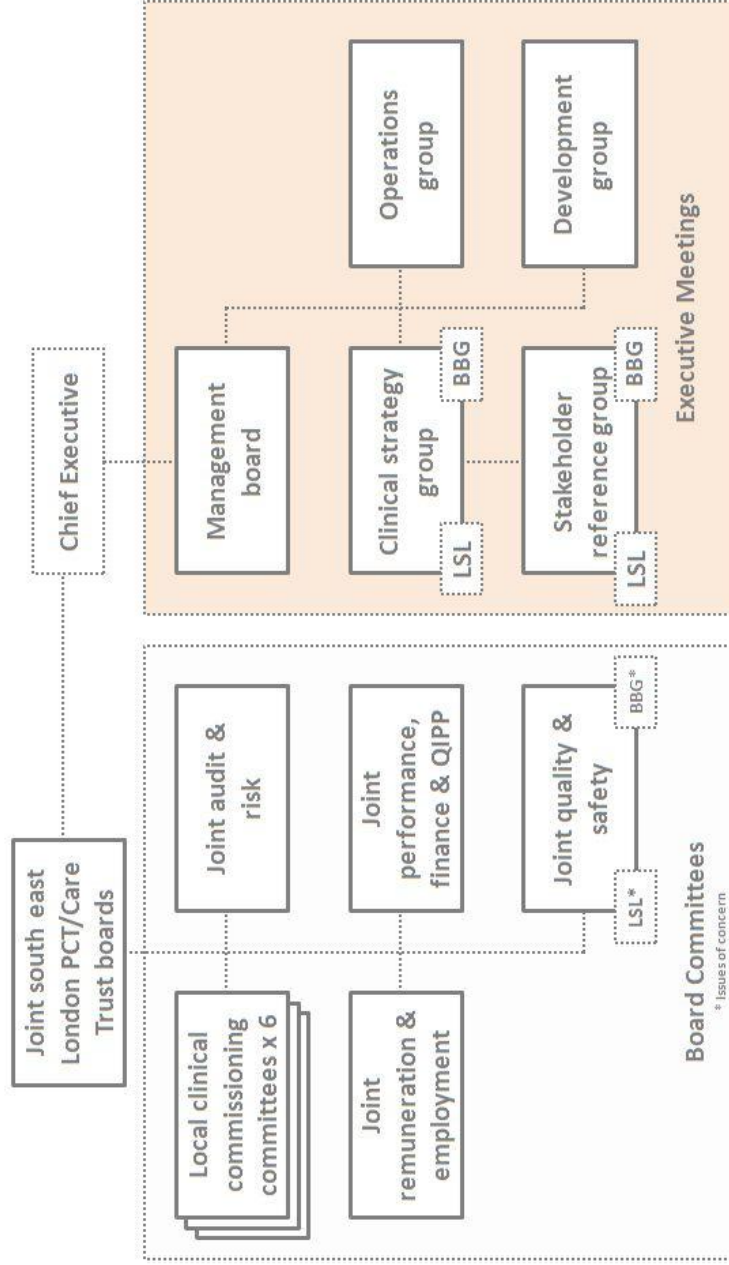 Joint south east
London PCT/Care
Trust boards
Chief Executive
Local clinical
commissioning
committees x 6
Joint audit &
risk
Joint
remuneration &
employment
Joint
performance,
finance & QIPP
Joint quality &
safety
LSL*
BBG*
Board Committees
* Issues of concern
Management
board
Clinical strategy
group
LSL
BBG
Operations
group
Stakeholder
reference group
LSL
BBG
Development
group
Executive Meetings